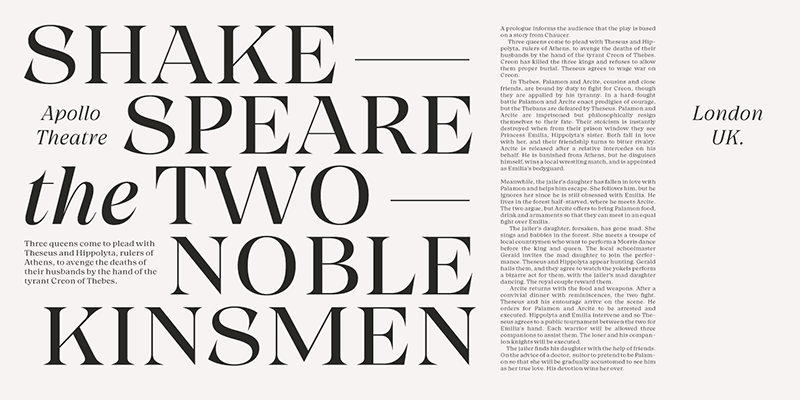 SHAKE
SPEARE
Apollo
Theatre
the TWO
NOBLE
KINSMEN
Three queens come to plead with
Theseus and Hippolyta, rulers of
Athens, to avenge the deaths of
their husbands by the hand of the
tyrant Creon of Thebes.
A prologue informs the audience that the play is based
on a story from Chaucer.
Three queens come to plead with Theseus and Hip-
polyta, rulers of Athens, to avenge the deaths of their
husbands by the hand of the tyrant Creon of Thebes.
Creon has killed the three kings and refuses to allow
them proper burial. Theseus agrees to wage war on
Creon.
In Thebes, Palamon and Arcite, cousins and close
friends, are bound by duty to fight for Creon, though
they are appalled by his tyranny. In a hard-fought
battle Palamon and Arcite enact prodigies of courage,
but the Thebans are defeated by Theseus. Palamon and
Arcite are imprisoned but philosophically resign
themselves to their fate. Their stoicism is instantly
destroyed when from their prison window they see
Princess Emilia, Hippolyta's sister. Both fall in love
with her, and their friendship turns to bitter rivalry.
Arcite is released after a relative intercedes on his
behalf. He is banished from Athens, but he disguises
himself, wins a local wrestling match, and is appointed
as Emilia's bodyguard.
Meanwhile, the jailer's daughter has fallen in love with
Palamon and helps him escape. She follows him, but he
ignores her since he is still obsessed with Emilia. He
lives in the forest half-starved, where he meets Arcite.
The two argue, but Arcite offers to bring Palamon food,
drink and armaments so that they can meet in an equal
fight over Emilia.
The jailer's daughter, forsaken, has gone mad. She
sings and babbles in the forest. She meets a troupe of
local countrymen who want to perform a Morris dance
before the king and queen. The local schoolmaster
Gerald invites the mad daughter to join the perfor-
mance. Theseus and Hippolyta appear hunting. Gerald
hails them, and they agree to watch the yokels perform
a bizarre act for them, with the jailer's mad daughter
dancing. The royal couple reward them.
Arcite returns with the food and weapons. After a
convivial dinner with reminiscences, the two fight.
Theseus and his entourage arrive on the scene. He
orders for Palamon and Arcite to be arrested and
executed. Hippolyta and Emilia intervene and so The-
seus agrees to a public tournament between the two for
Emilia's hand. Each warrior will be allowed three
companions to assist them. The loser and his compan-
ion knights will be executed.
The jailer finds his daughter with the help of friends.
On the advice of a doctor, suitor to pretend to be Palam-
on so that she will be gradually accustomed to see him
as her true love. His devotion wins her over.
London
UK.